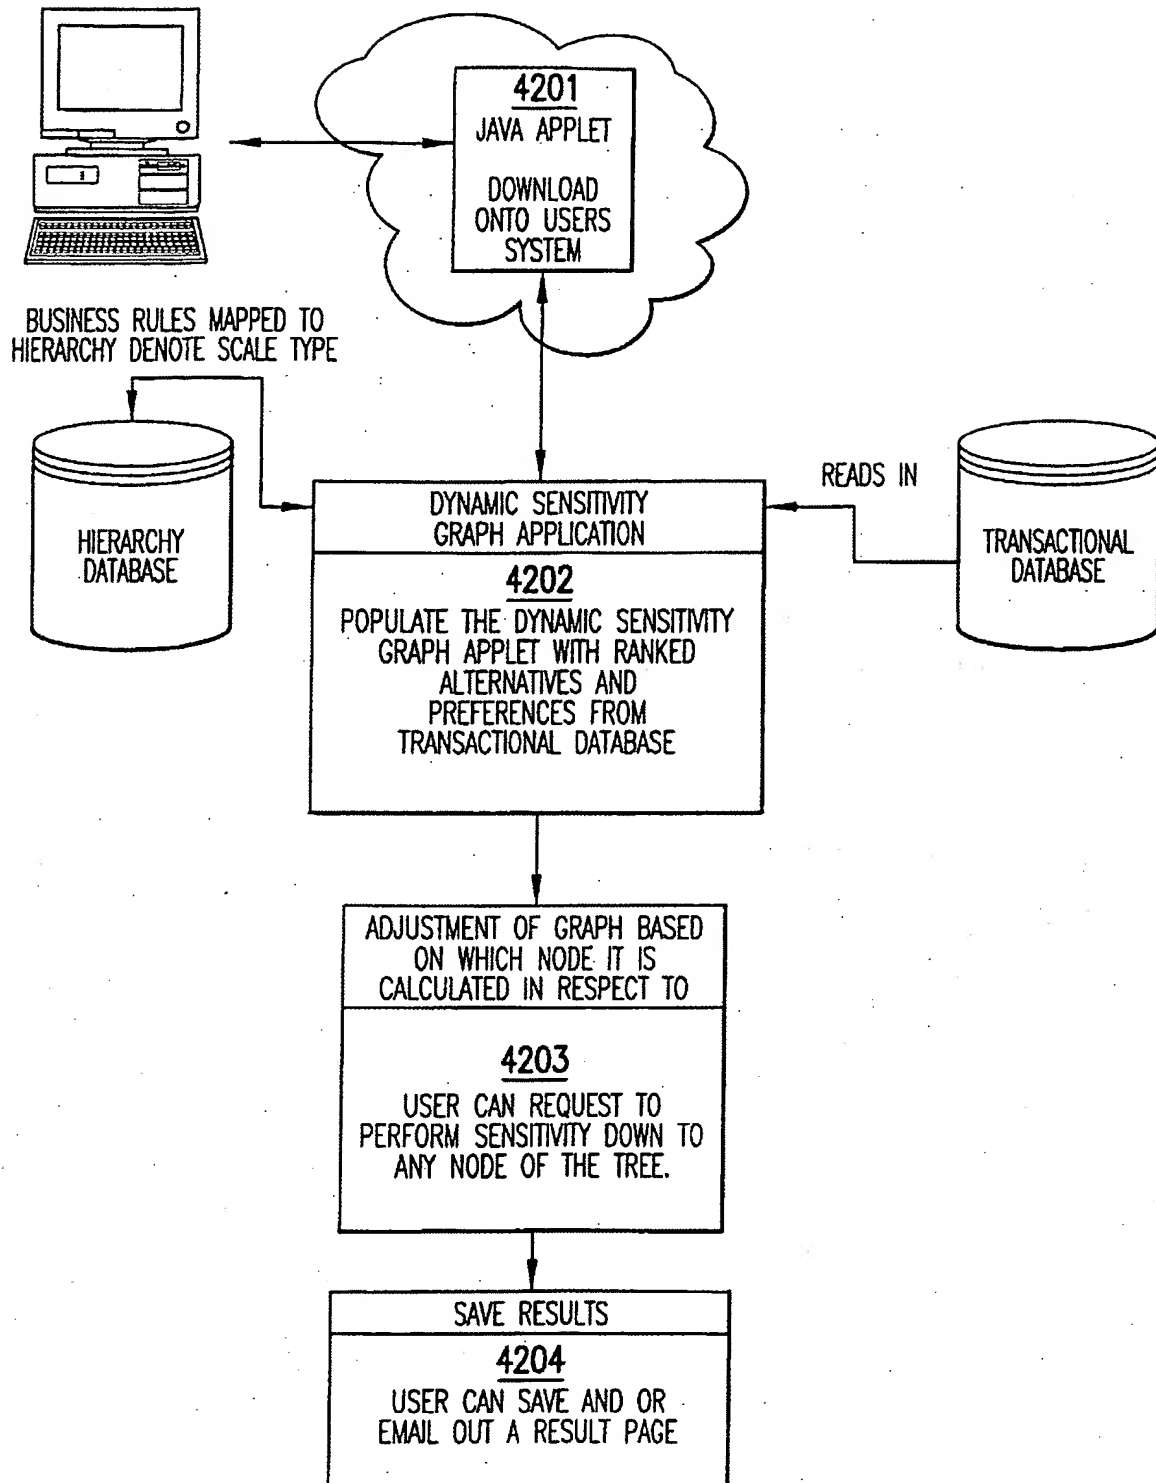 4201
JAVA APPLET
DOWNLOAD
ONTO USERS
SYSTEM
BUSINESS RULES MAPPED TO
HIERARCHY DENOTE SCALE TYPE
HIERARCHY
DATABASE
READS IN
TRANSACTIONAL
DATABASE
DYNAMIC SENSITIVITY
GRAPH APPLICATION
4202
POPULATE THE DYNAMIC SENSITIVITY
GRAPH APPLET WITH RANKED
ALTERNATIVES AND
PREFERENCES FROM
TRANSACTIONAL DATABASE
ADJUSTMENT OF GRAPH BASED
ON WHICH NODE IT IS
CALCULATED IN RESPECT TO
4203
USER CAN REQUEST TO
PERFORM SENSITIVITY DOWN TO
ANY NODE OF THE TREE.
SAVE RESULTS
4204
USER CAN SAVE AND OR
EMAIL OUT A RESULT PAGE